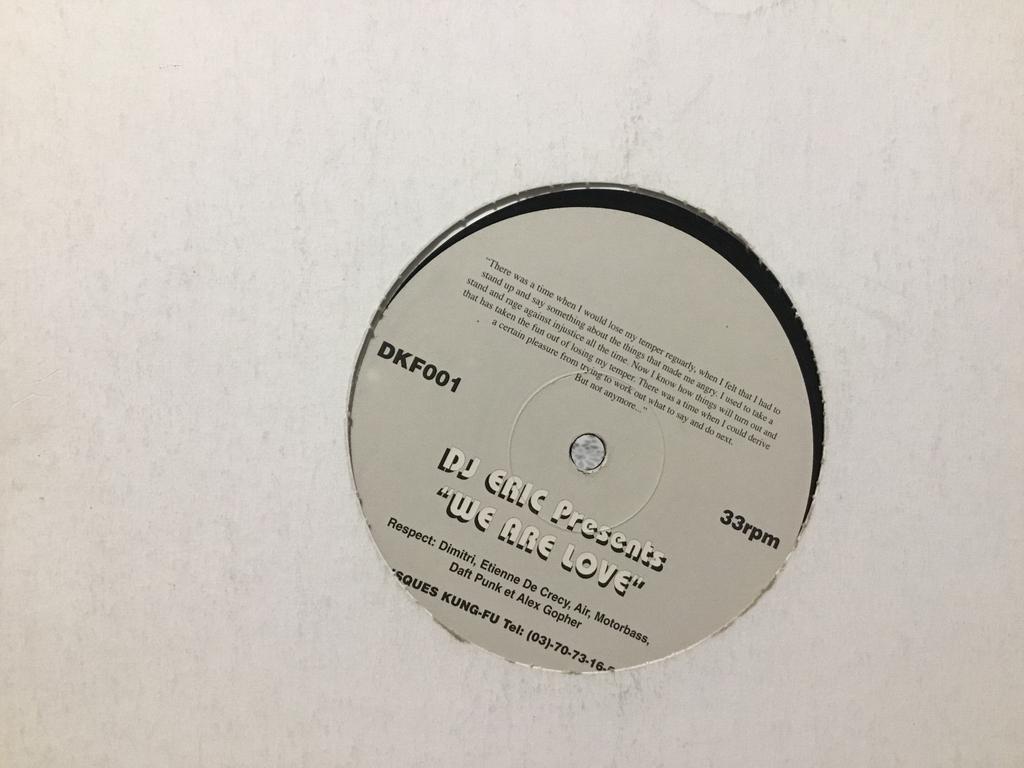 "There was a time when I would lose my temper reguarly, when I felt that I had to
stand up and say something about the things that made me angry. I used to take a
stand and rage against injustice all the time. Now I know how things will turn out and
that has taken the fun out of losing my temper. There was a time when I could derive
a certain pleasure from trying to work out what to say and do next.
But not anymore..."
DKF001
33rpm
DJ ERIC Presents
"WE ARE LOVE"
Respect: Dimitri, Etienne De Crecy, Air, Motorbass,
Daft Punk et Alex Gopher
ISQUES KUNG-FU Tel: (03)-70-73-16-